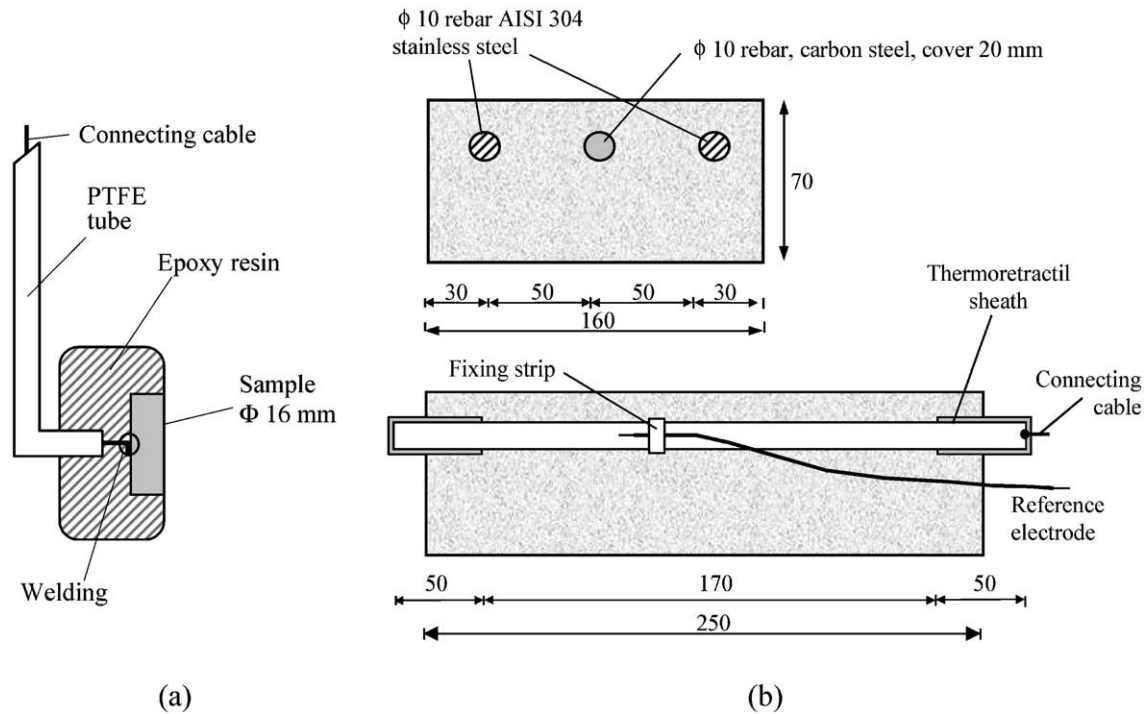 Connecting cable
PTFE
tube
Epoxy resin
Sample
Φ 16 mm
Welding
(a)
ϕ 10 rebar AISI 304
stainless steel
ϕ 10 rebar, carbon steel, cover 20 mm
70
30 50 50 30
160
Thermoretractil
sheath
Fixing strip
Connecting
cable
Reference
electrode
50 170 50
250
(b)